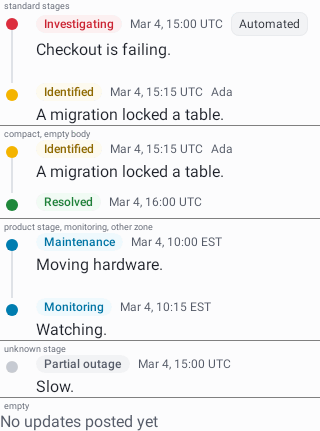 standard stages
Investigating Mar 4, 15:00 UTC Automated
Checkout is failing.
Identified Mar 4, 15:15 UTC Ada
A migration locked a table.
compact, empty body
Identified Mar 4, 15:15 UTC Ada
A migration locked a table.
Resolved Mar 4, 16:00 UTC
product stage, monitoring, other zone
Maintenance Mar 4, 10:00 EST
Moving hardware.
Monitoring Mar 4, 10:15 EST
Watching.
unknown stage
Partial outage Mar 4, 15:00 UTC
Slow.
empty
No updates posted yet